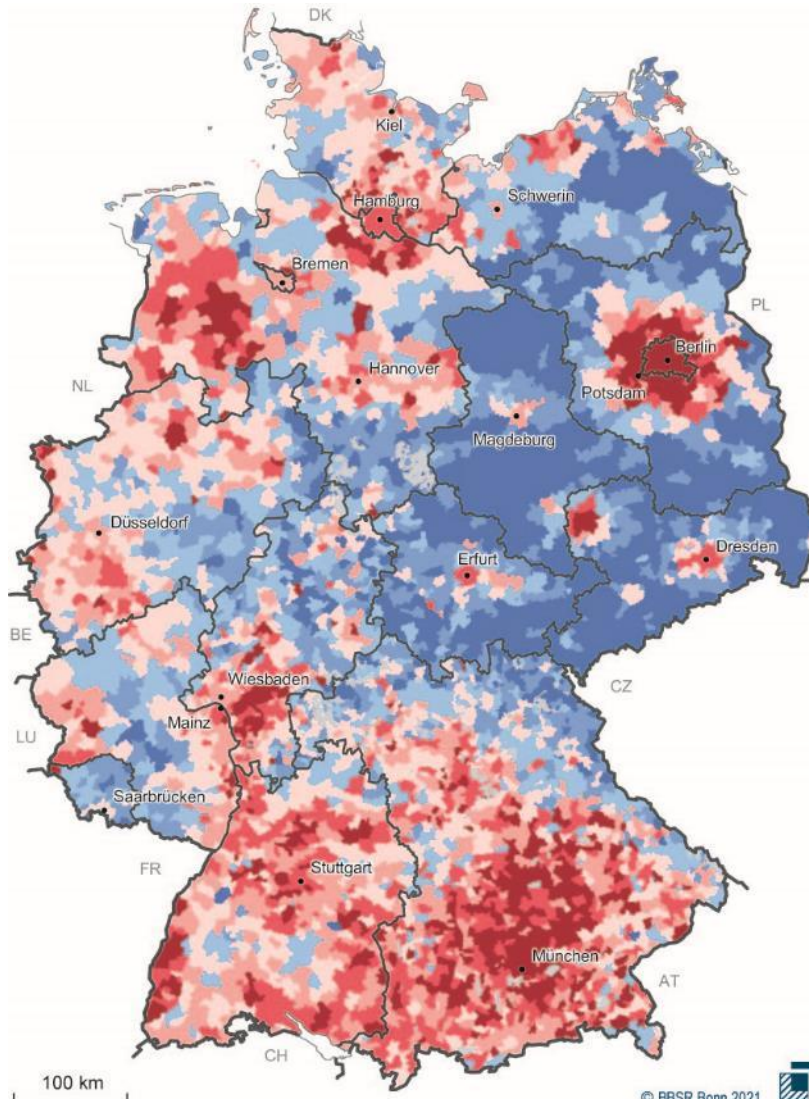 DK
Kiel
Hamburg
Schwerin
Bremen
PL
Berlin
Hannover
Potsdam
NL
Magdeburg
Düsseldorf
Dresden
Erfurt
BE
Wiesbaden
CZ
Mainz
LU
Saarbrücken
FR
Stuttgart
München
AT
CH
100 km
© BBSR Bonn 2021